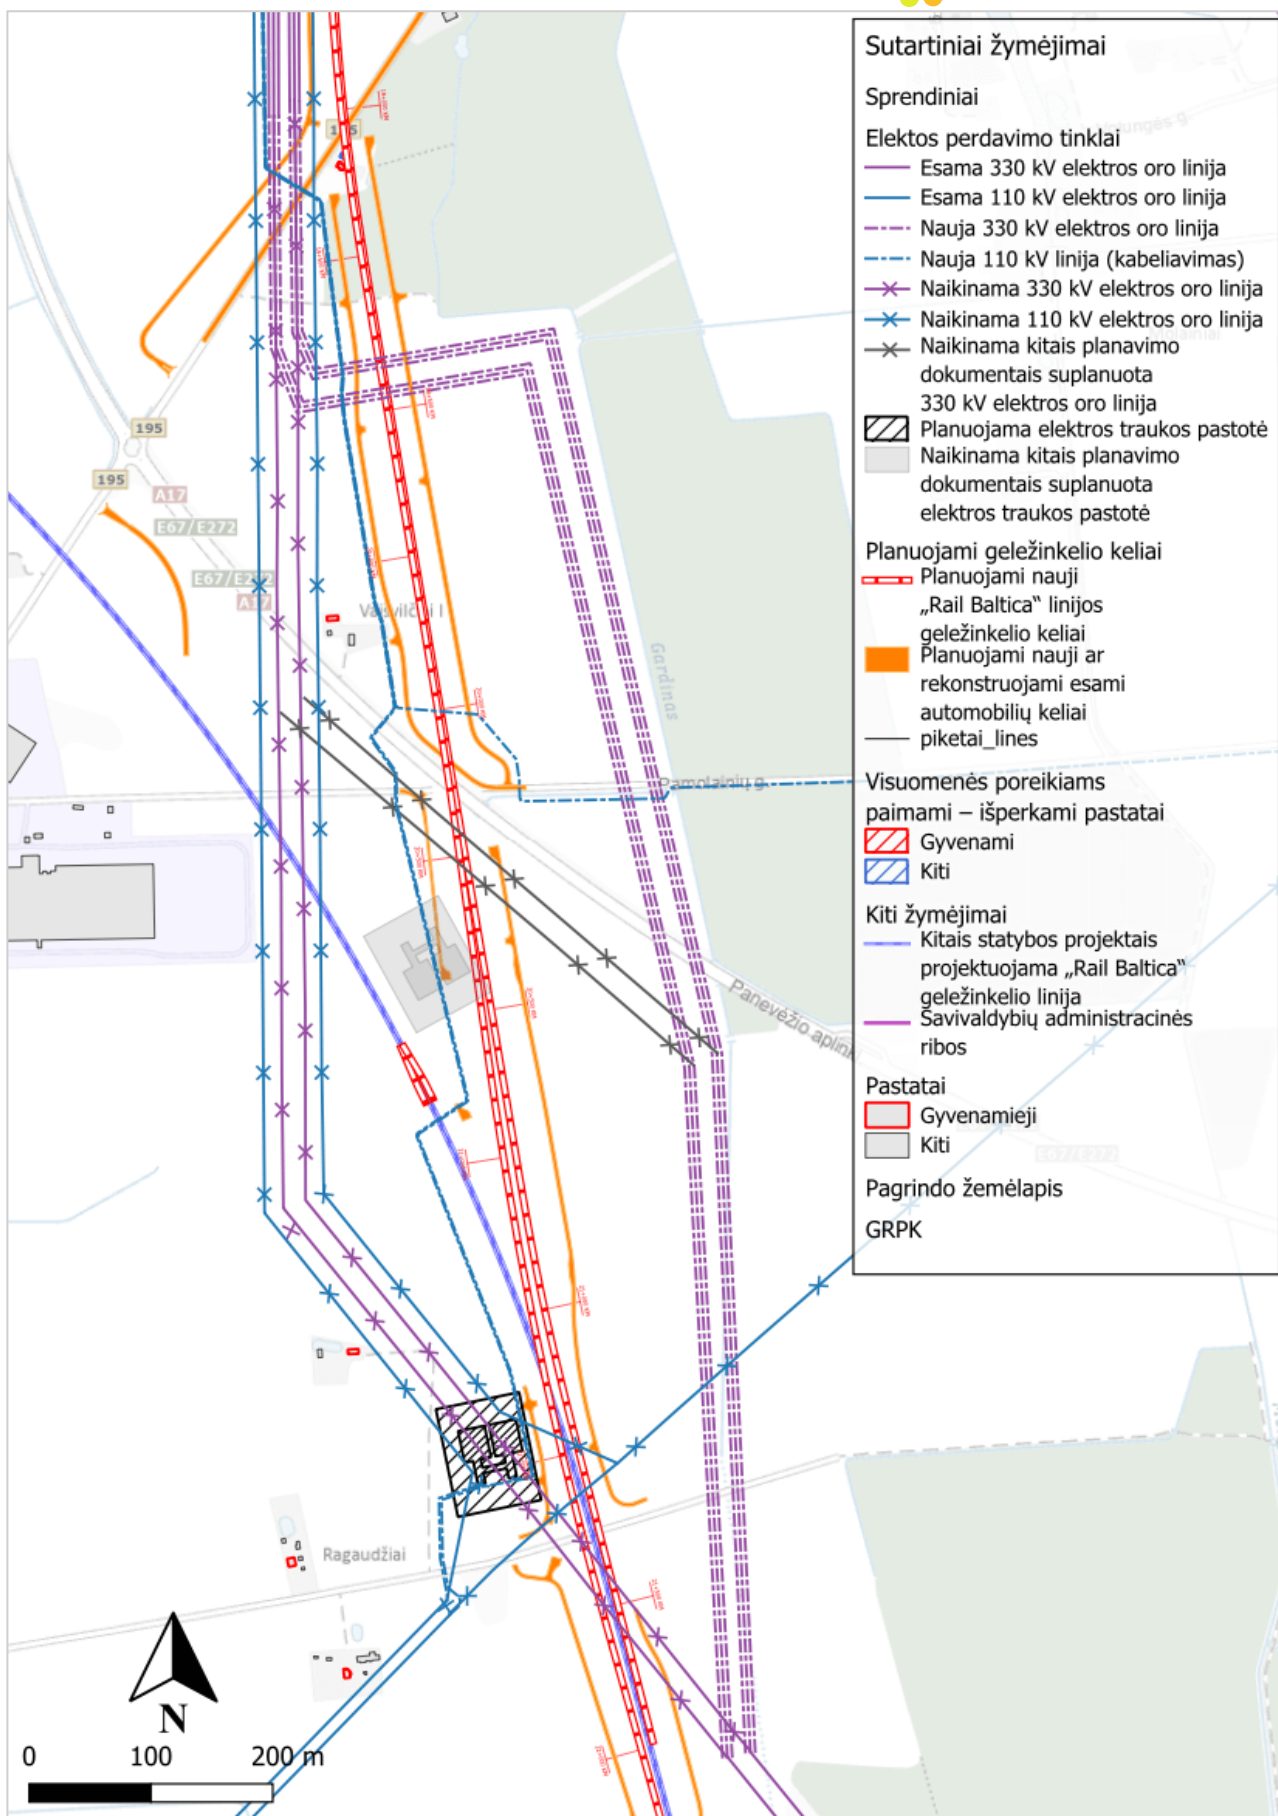 Sutartiniai žymėjimai
Sprendiniai
Elektos perdavimo tinklai
Esama 330 kV elektros oro linija
Esama 110 kV elektros oro linija
Nauja 330 kV elektros oro linija
Nauja 110 kV linija (kabeliavimas)
Naikinama 330 kV elektros oro linija
Naikinama 110 kV elektros oro linija
Naikinama kitais planavimo
dokumentais suplanuota
330 kV elektros oro linija
Planuojama elektros traukos pastotė
Naikinama kitais planavimo
dokumentais suplanuota
elektros traukos pastotė
Planuojami geležinkelio keliai
Planuojami nauji
„Rail Baltica“ linijos
geležinkelio keliai
Planuojami nauji ar
rekonstruojami esami
automobilių keliai
piketai_lines
Visuomenės poreikiams
paimami – išperkami pastatai
Gyvenami
Kiti
Kiti žymėjimai
Kitais statybos projektais
projektuojama „Rail Baltica“
geležinkelio linija
Savivaldybių administracinės
ribos
Pastatai
Gyvenamieji
Kiti
Pagrindo žemėlapis
GRPK
195
195
A17
E67/E272
E67/E272
A17
Gardinas
Pamolainių g.
Panevėžio aplinkl
E67/E272
Ragaudžiai
N
0 100 200 m